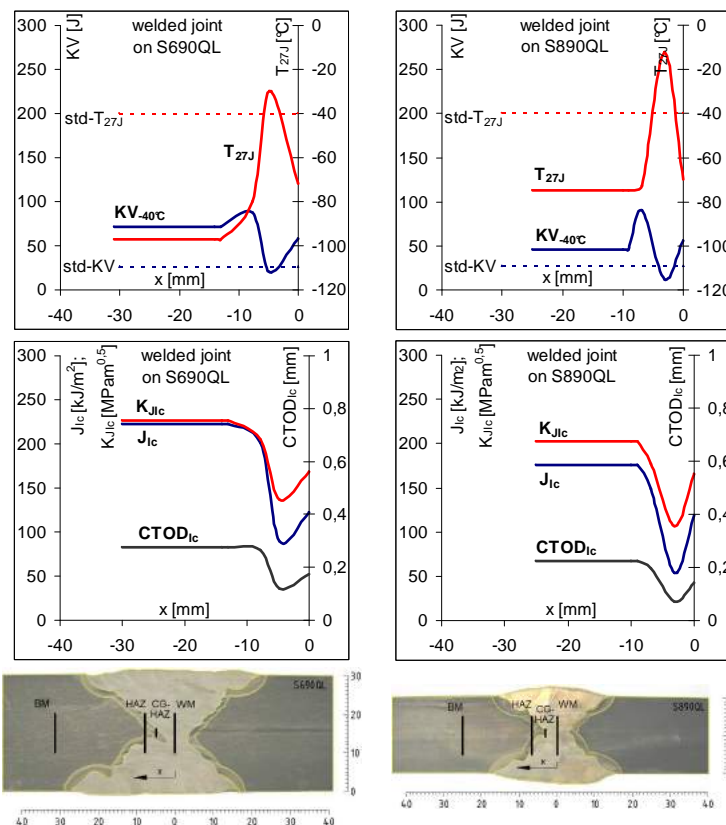 welded joint
on S690QL
KV [J]
T27J [°C]
300
250
200
150
100
50
0
0
-20
-40
-60
-80
-100
-120
std-T27J
T27J
KV-40℃
std-KV
x [mm]
-40
-30
-20
-10
0
welded joint
on S890QL
KV [J]
T27J [°C]
300
250
200
150
100
50
0
0
-20
-40
-60
-80
-100
-120
std-T27J
T27J
KV-40℃
std-KV
x [mm]
-40
-30
-20
-10
0
welded joint
on S690QL
JIc [kJ/m2];
KJIc [MPam0,5]
CTODIc [mm]
300
250
200
150
100
50
0
1
0,8
0,6
0,4
0,2
0
KJIc
JIc
CTODIc
x [mm]
-40
-30
-20
-10
0
welded joint
on S890QL
JIc [kJ/m2];
KJIc [MPam0,5]
CTODIc [mm]
300
250
200
150
100
50
0
1
0,8
0,6
0,4
0,2
0
KJIc
JIc
CTODIc
x [mm]
-40
-30
-20
-10
0
S690QL
BM
HAZ
CG-
HAZ
WM
x
30
20
10
0
40 30 20 10 0 10 20 30 40
S890QL
BM
HAZ
CG-
HAZ
WM
x
40 30 20 10 0 10 20 30 40